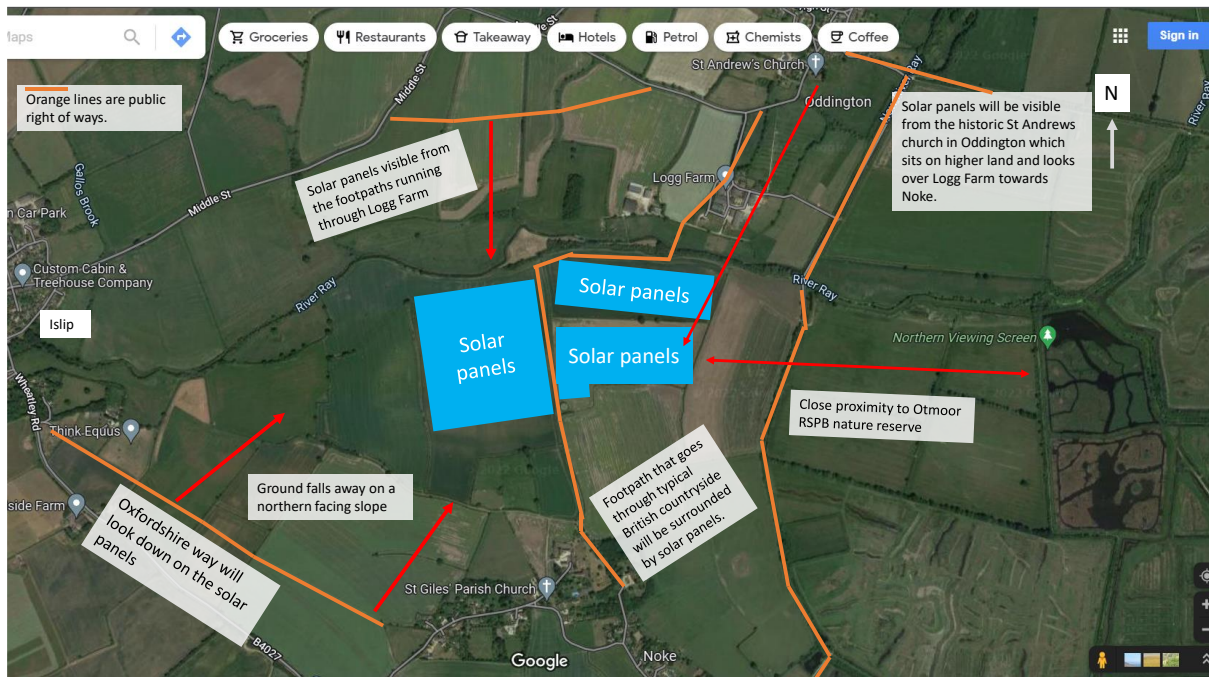 Maps
Groceries
Restaurants
Takeaway
Hotels
Petrol
Chemists
Coffee
Sign in
Orange lines are public
right of ways.
Middle St
St Andrew's Church
Oddington
Solar panels will be visible
from the historic St Andrews
church in Oddington which
sits on higher land and looks
over Logg Farm towards
Noke.
N
Solar panels visible from
the footpaths running
through Logg Farm
Logg Farm
Gallos
Brook
Middle St
n Car Park
Custom Cabin &
Treehouse Company
River Ray
Islip
Solar
panels
Solar panels
Solar panels
River Ray
Northern Viewing Screen
Close proximity to Otmoor
RSPB nature reserve
Wheatley Rd
Think Equus
side Farm
Ground falls away on a
northern facing slope
Oxfordshire way will
look down on the solar
panels
Footpath that goes
through typical
British countryside
will be surrounded
by solar panels.
St Giles' Parish Church
B4027
Google
Noke